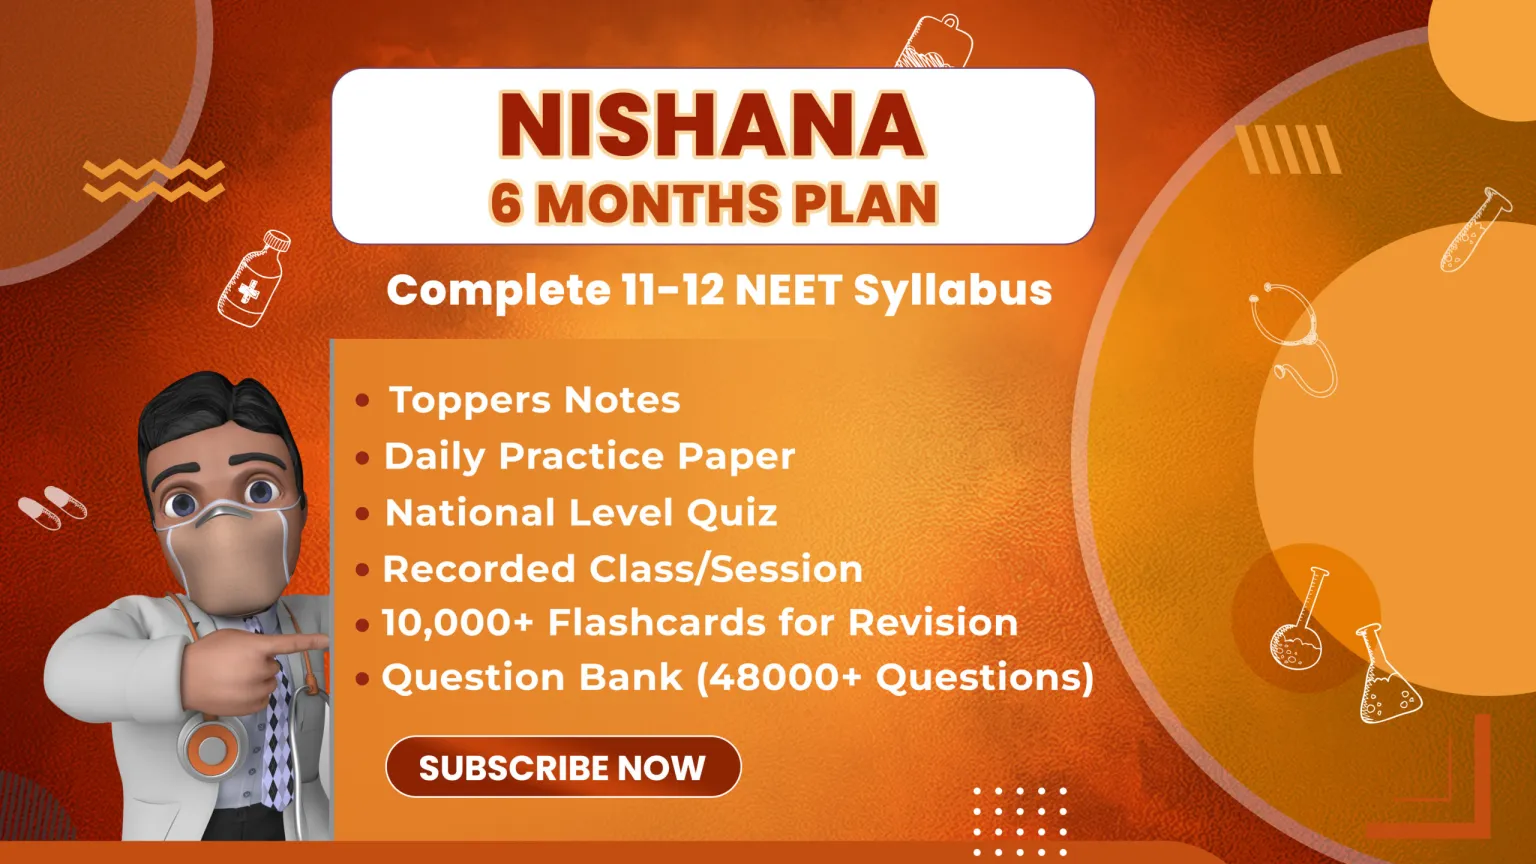 NISHANA
6 MONTHS PLAN
Complete 11-12 NEET Syllabus
• Toppers Notes
• Daily Practice Paper
• National Level Quiz
• Recorded Class/Session
• 10,000+ Flashcards for Revision
• Question Bank (48000+ Questions)
SUBSCRIBE NOW